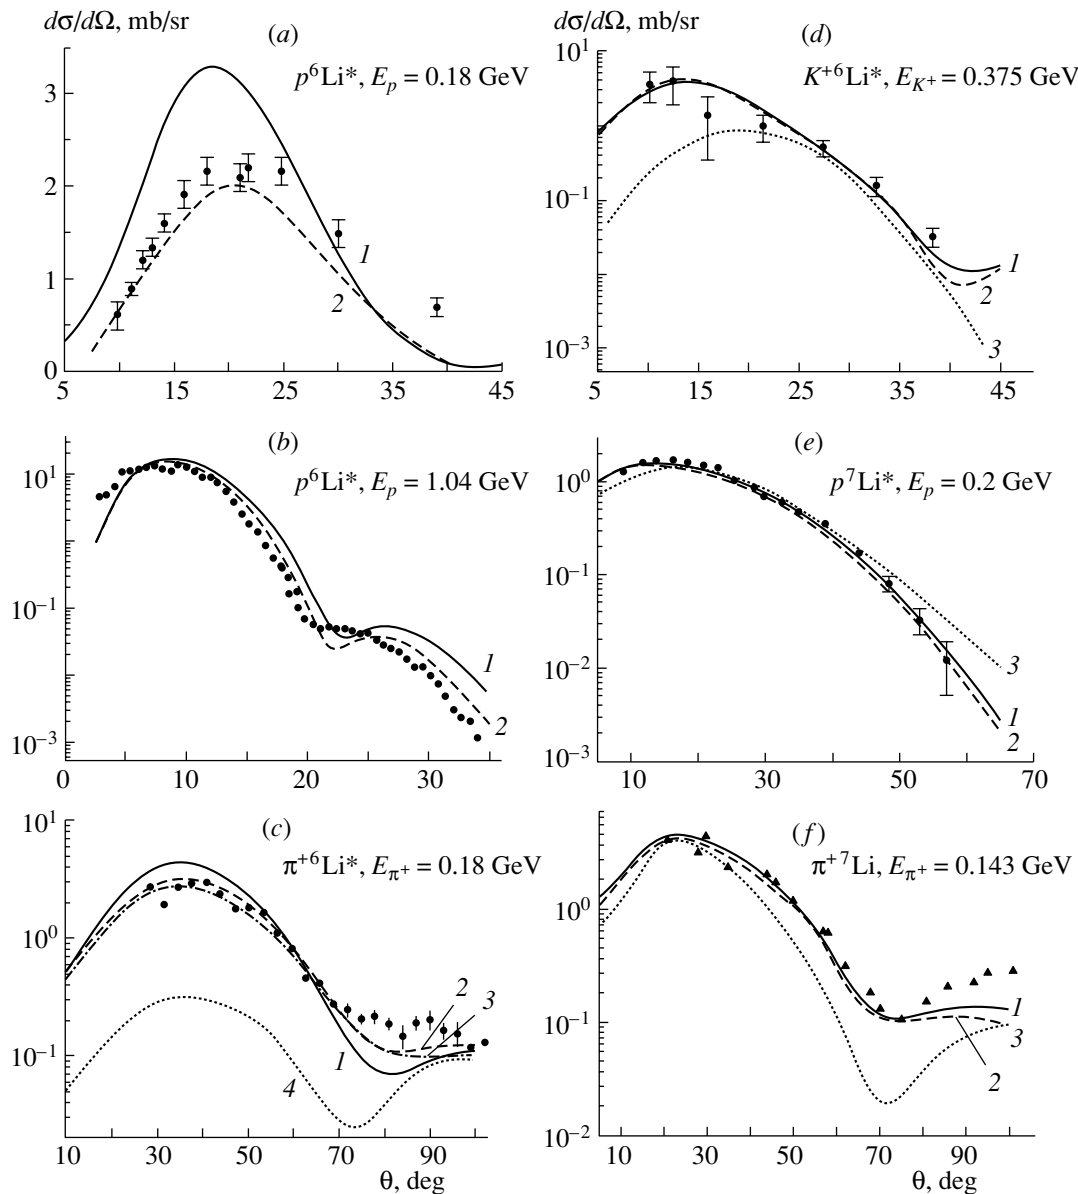 dσ/dΩ, mb/sr
(a)
p⁶Li*, E_p = 0.18 GeV
3
2
1
0
1
2
5 15 25 35 45
dσ/dΩ, mb/sr
(d)
K⁺⁶Li*, E_K⁺ = 0.375 GeV
10¹
10⁻¹
10⁻³
1
2
3
5 15 25 35 45
(b)
p⁶Li*, E_p = 1.04 GeV
10¹
10⁻¹
10⁻³
1
2
0 10 20 30
(e)
p⁷Li*, E_p = 0.2 GeV
10⁰
10⁻¹
10⁻²
10⁻³
3
1
2
10 30 50 70
(c)
π⁺⁶Li*, E_π⁺ = 0.18 GeV
10¹
10⁰
10⁻¹
2
3
1
4
10 30 50 70 90
θ, deg
(f)
π⁺⁷Li, E_π⁺ = 0.143 GeV
10⁰
10⁻¹
10⁻²
1
3
2
10 30 50 70 90
θ, deg